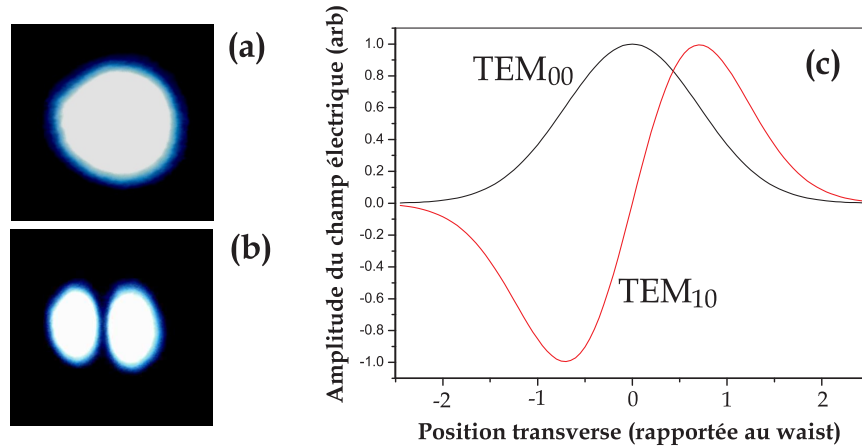 (a)
(b)
(c)
TEM₀₀
TEM₁₀
Amplitude du champ électrique (arb)
1.0
0.8
0.6
0.4
0.2
0.0
-0.2
-0.4
-0.6
-0.8
-1.0
-2 -1 0 1 2
Position transverse (rapportée au waist)